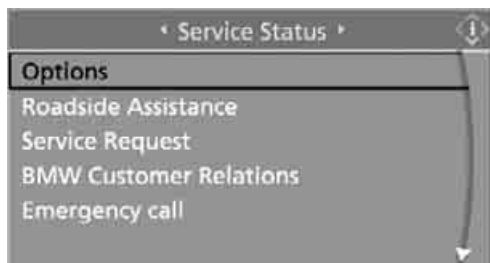 Service Status
Options
Roadside Assistance
Service Request
BMW Customer Relations
Emergency call